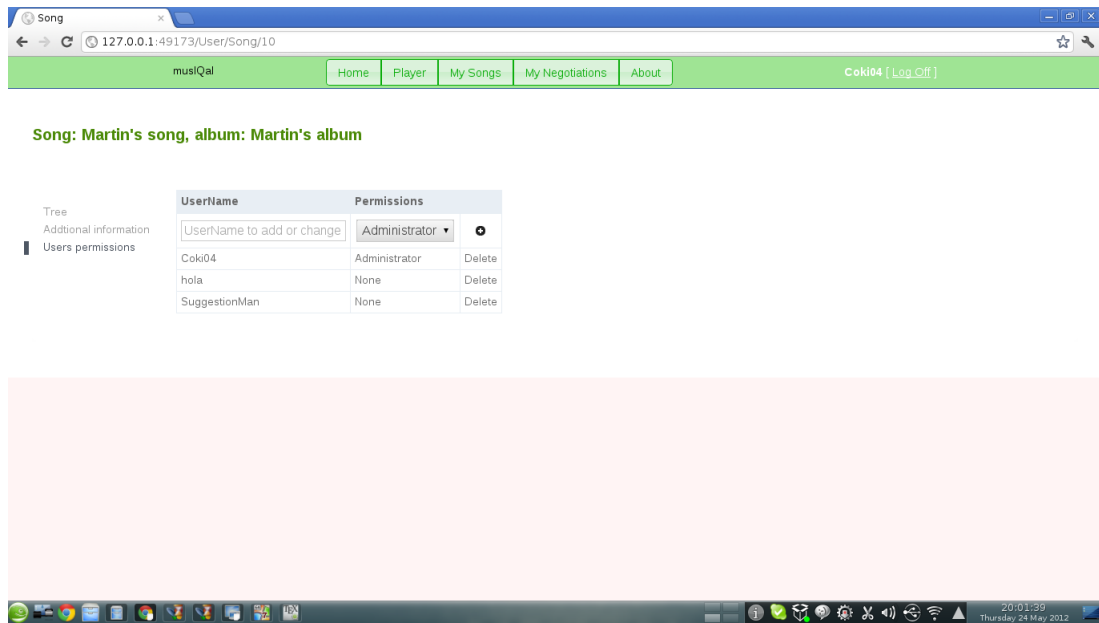 Song
127.0.0.1:49173/User/Song/10
musIQal Home Player My Songs My Negotiations About Coki04 [ Log Off ]
Song: Martin's song, album: Martin's album
Tree
Addtional information
Users permissions
UserName Permissions
UserName to add or change Administrator
Coki04 Administrator Delete
hola None Delete
SuggestionMan None Delete
20:01:39
Thursday 24 May 2012